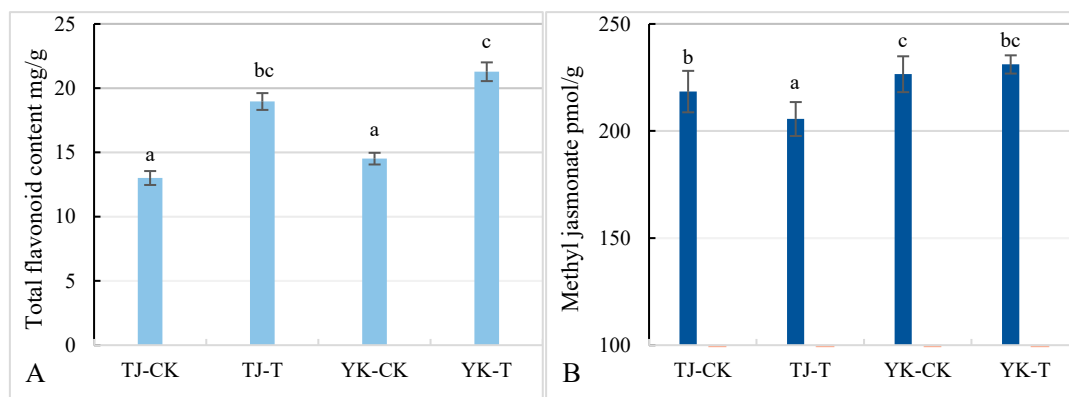 Total flavonoid content mg/g
25
20
15
10
5
0
a
bc
a
c
TJ-CK
TJ-T
YK-CK
YK-T
A
Methyl jasmonate pmol/g
250
200
150
100
b
a
c
bc
TJ-CK
TJ-T
YK-CK
YK-T
B